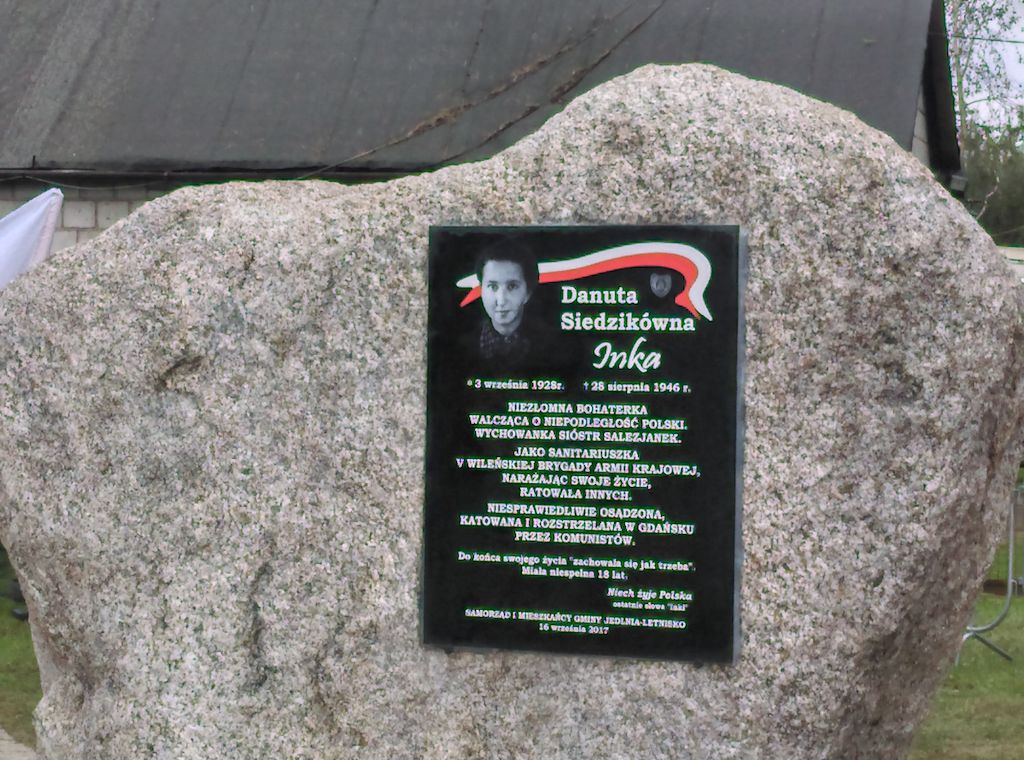 Danuta
Siedzikówna
Inka
* 3 września 1928r. † 28 sierpnia 1946 r.
NIEZŁOMNA BOHATERKA
WALCZĄCA O NIEPODLEGŁOŚĆ POLSKI.
WYCHOWANKA SIÓSTR SALEZJANEK.
JAKO SANITARIUSZKA
V WILEŃSKIEJ BRYGADY ARMII KRAJOWEJ,
NARAŻAJĄC SWOJE ŻYCIE,
RATOWAŁA INNYCH.
NIESPRAWIEDLIWIE OSĄDZONA,
KATOWANA I ROZSTRZELANA W GDAŃSKU
PRZEZ KOMUNISTÓW.
Do końca swojego życia "zachowała się jak trzeba".
Miała niespełna 18 lat.
Niech żyje Polska
ostatnie słowa "Inki"
SAMORZĄD I MIESZKAŃCY GMINY JEDLNIA-LETNISKO
16 września 2017